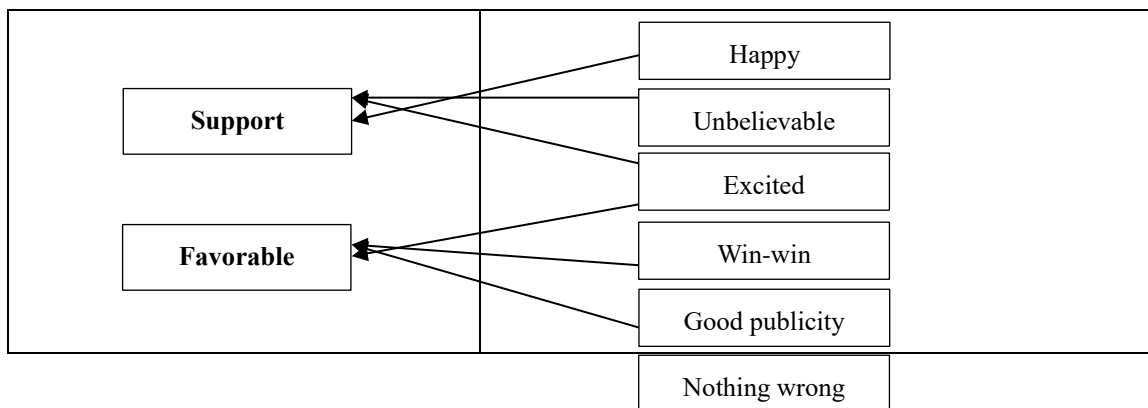 Support
Favorable
Happy
Unbelievable
Excited
Win-win
Good publicity
Nothing wrong